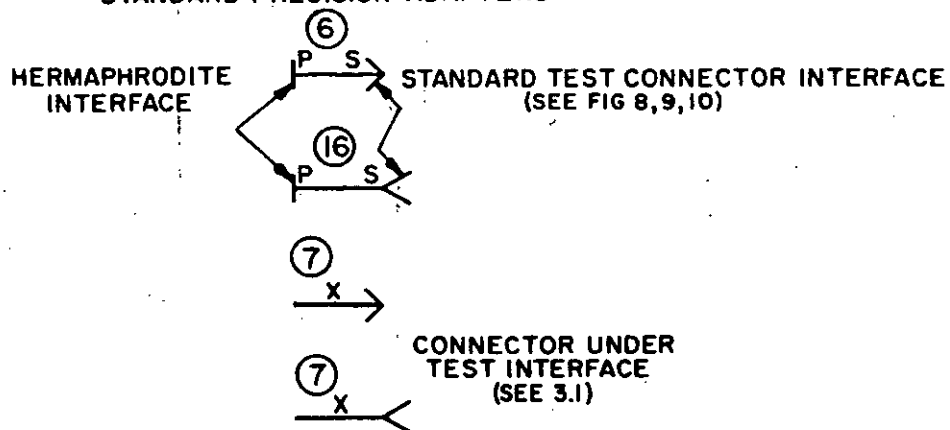 6
P S
HERMAPHRODITE
INTERFACE
STANDARD TEST CONNECTOR INTERFACE
(SEE FIG 8,9,10)
16
P S
7
X
CONNECTOR UNDER
TEST INTERFACE
(SEE 3.1)
7
X